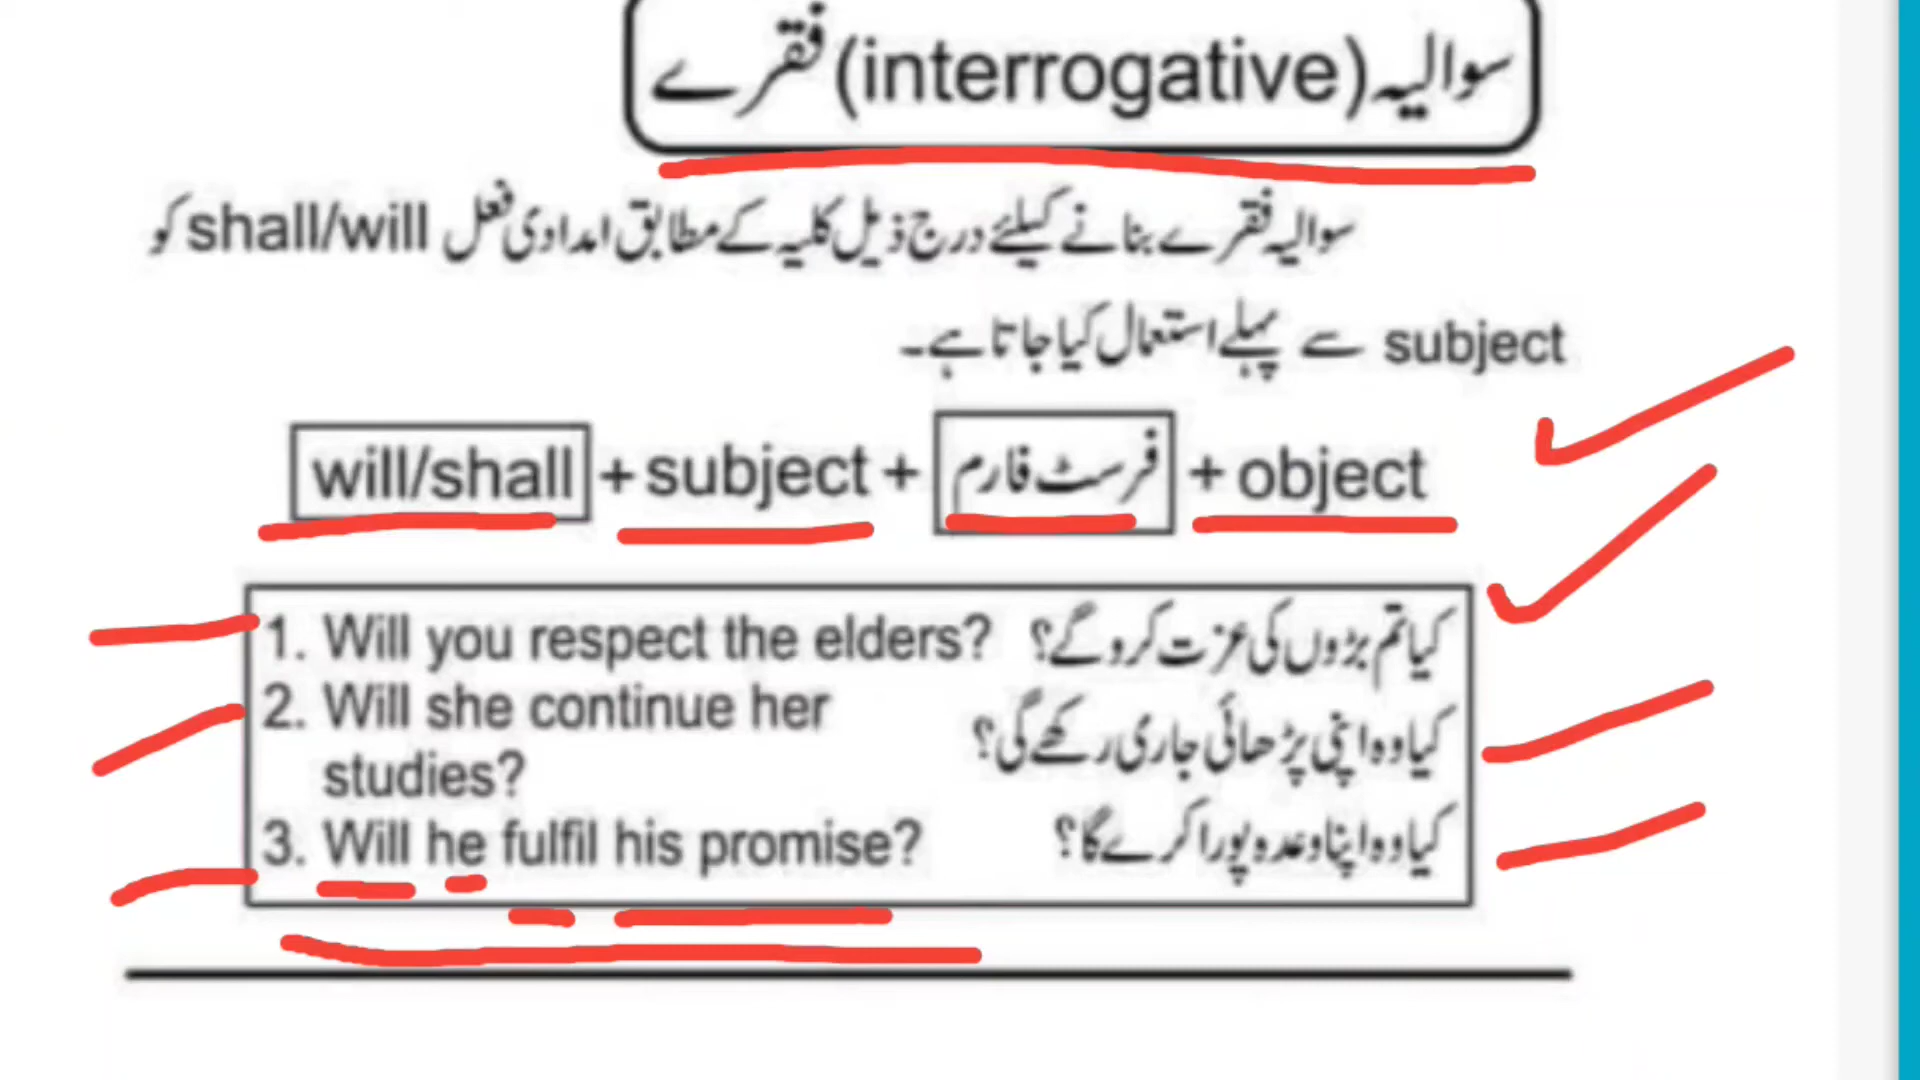 سوالیہ (interrogative) فقرے
سوالیہ فقرے بنانے کیلئے درج ذیل کلیہ کے مطابق امدادی فعل shall/will کو
subject سے پہلے استعمال کیا جاتا ہے۔
will/shall + subject + فرسٹ فارم + object
1. Will you respect the elders? کیا تم بڑوں کی عزت کرو گے؟
2. Will she continue her کیا وہ اپنی پڑھائی جاری رکھے گی؟
studies?
3. Will he fulfil his promise? کیا وہ اپنا وعدہ پورا کرے گا؟